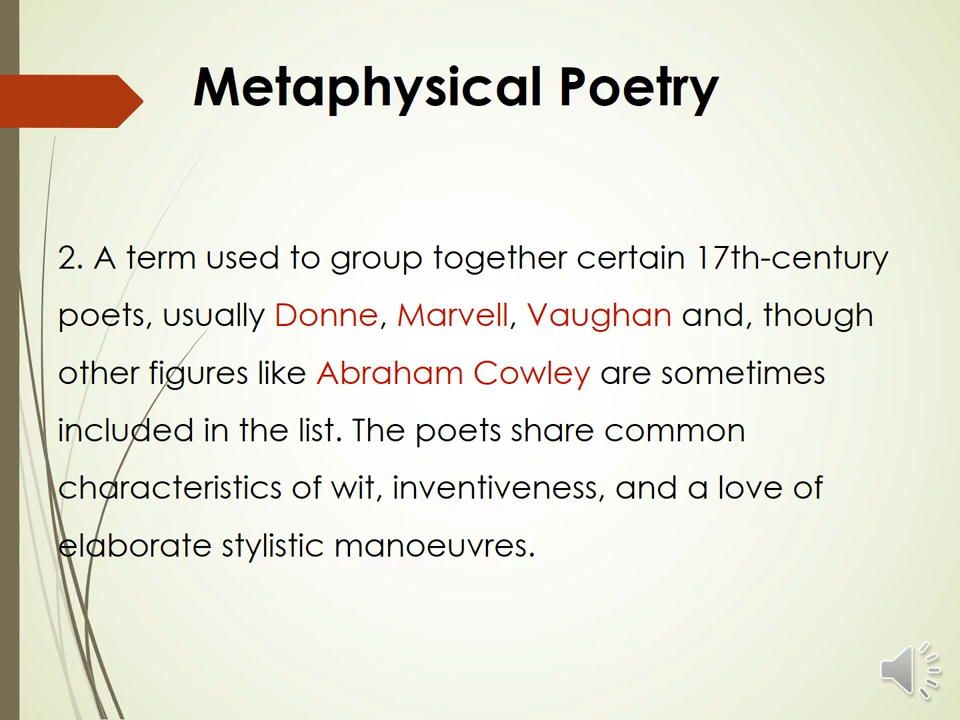 Metaphysical Poetry
2. A term used to group together certain 17th-century
poets, usually Donne, Marvell, Vaughan and, though
other figures like Abraham Cowley are sometimes
included in the list. The poets share common
characteristics of wit, inventiveness, and a love of
elaborate stylistic manoeuvres.